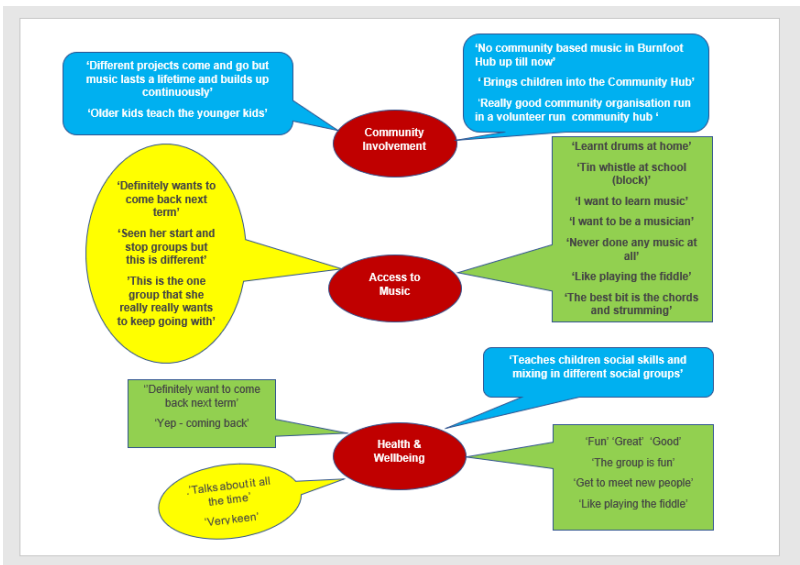 ‘Different projects come and go but
music lasts a lifetime and builds up
continuously’
‘Older kids teach the younger kids’
‘No community based music in Burnfoot
Hub up till now’
‘ Brings children into the Community Hub’
‘Really good community organisation run
in a volunteer run  community hub ‘
Community
Involvement
‘Definitely wants to
come back next
term’
‘Seen her start and
stop groups but
this is different’
’This is the one
group that she
really really wants
to keep going with’
Access to
Music
‘Learnt drums at home’
‘Tin whistle at school
(block)’
‘I want to learn music’
‘I want to be a musician’
‘Never done any music at
all’
‘Like playing the fiddle’
‘The best bit is the chords
and strumming’
‘Teaches children social skills and
mixing in different social groups’
‘’Definitely want to come
back next term’
‘Yep - coming back’
Health &
Wellbeing
.’Talks about it all
the time’
‘Very keen’
‘Fun’ ‘Great’  ‘Good’
‘The group is fun’
‘Get to meet new people’
‘Like playing the fiddle’